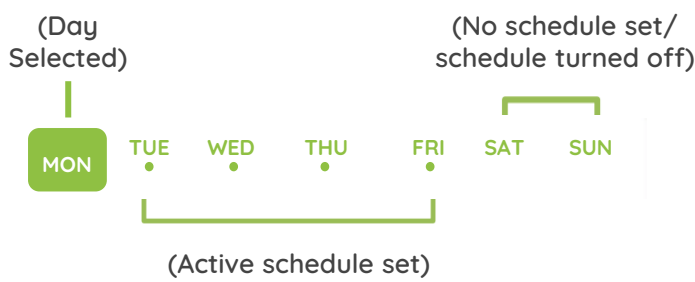 (Day
Selected)
(No schedule set/
schedule turned off)
MON TUE WED THU FRI SAT SUN
(Active schedule set)